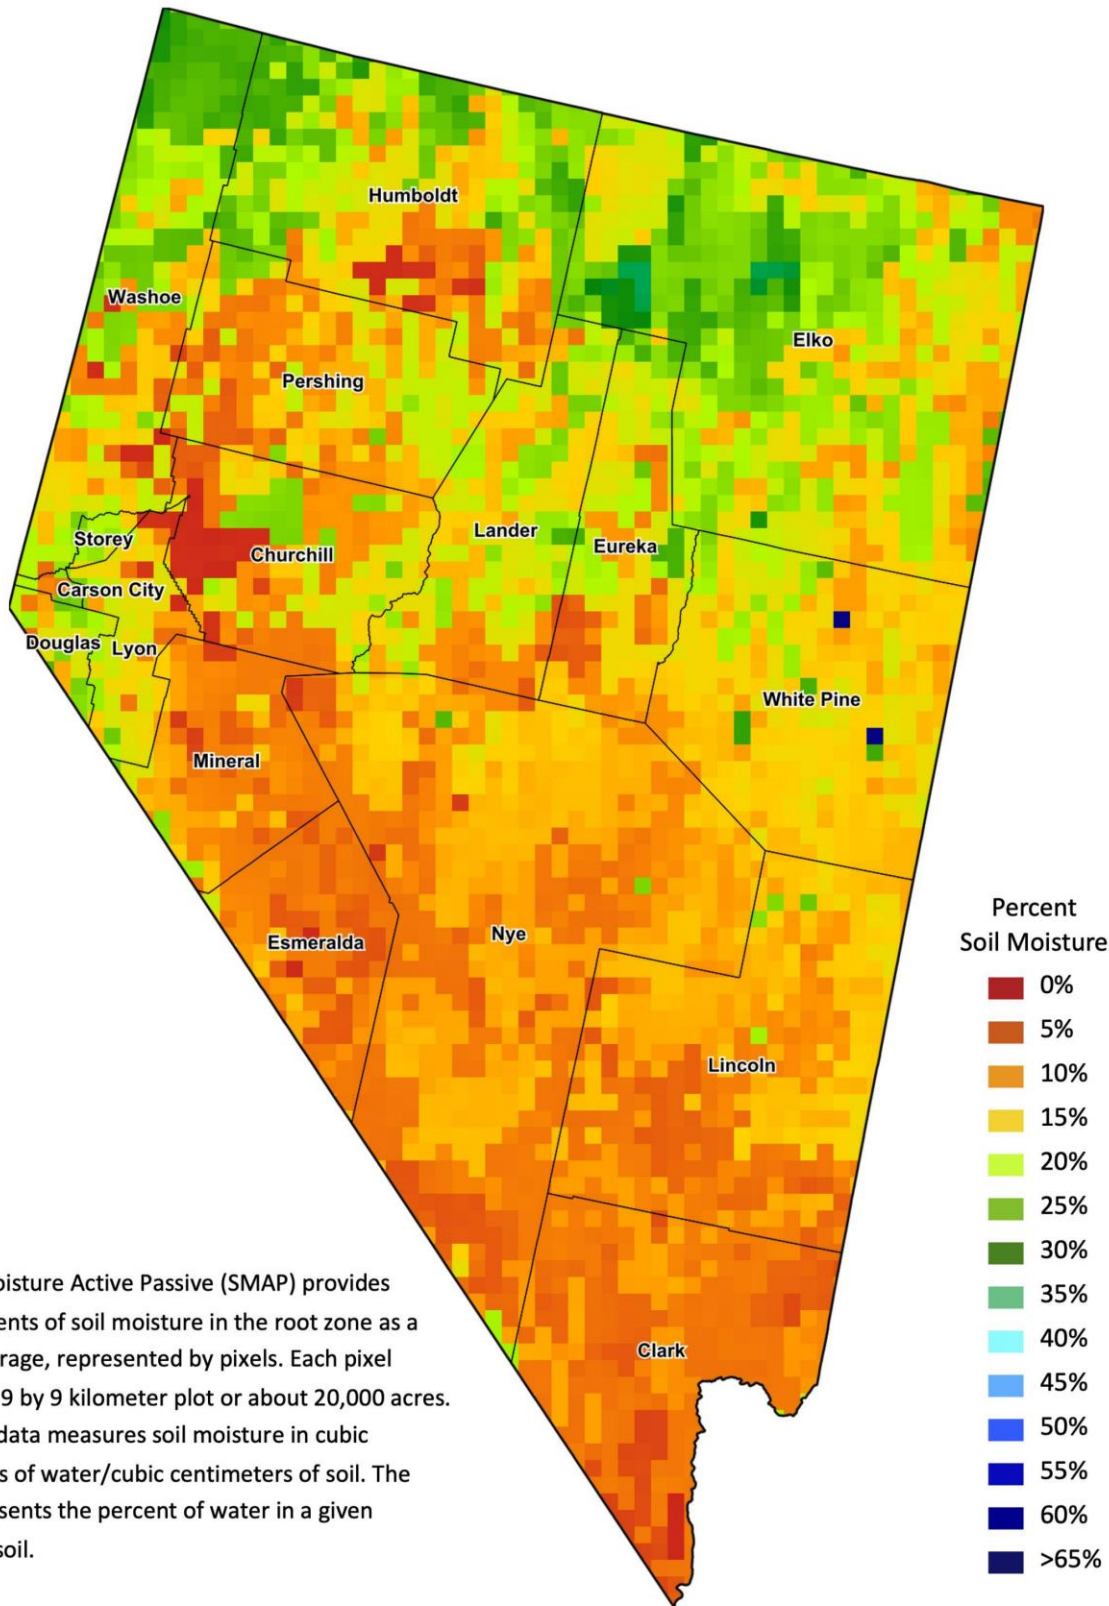 Humboldt
Washoe
Elko
Pershing
Storey
Churchill
Lander
Eureka
Carson City
Douglas
Lyon
White Pine
Mineral
Esmeralda
Nye
Lincoln
Clark
Percent
Soil Moisture
0%
5%
10%
15%
20%
25%
30%
35%
40%
45%
50%
55%
60%
>65%
oisture Active Passive (SMAP) provides
ents of soil moisture in the root zone as a
rage, represented by pixels. Each pixel
9 by 9 kilometer plot or about 20,000 acres.
data measures soil moisture in cubic
s of water/cubic centimeters of soil. The
sents the percent of water in a given
soil.